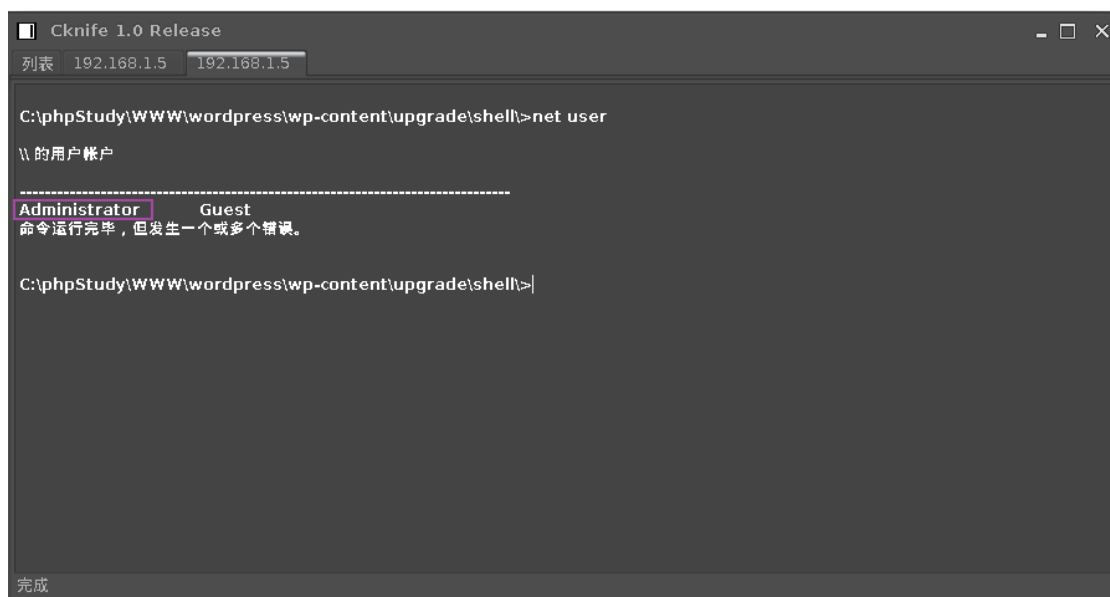 Cknife 1.0 Release
列表 192.168.1.5 192.168.1.5
C:\phpStudy\WWW\wordpress\wp-content\upgrade\shell\>net user
\\ 的用户帐户
-------------------------------------------------------------------------------
Administrator Guest
命令运行完毕，但发生一个或多个错误。
C:\phpStudy\WWW\wordpress\wp-content\upgrade\shell\>
完成